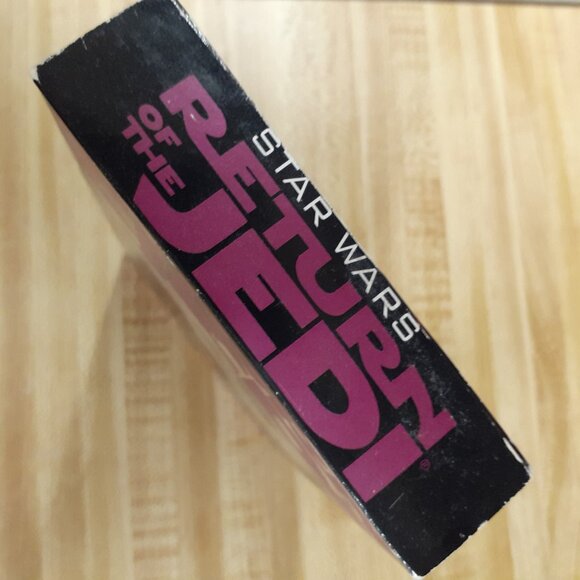 STAR WARS
RETURN
OF THE
JEDI®